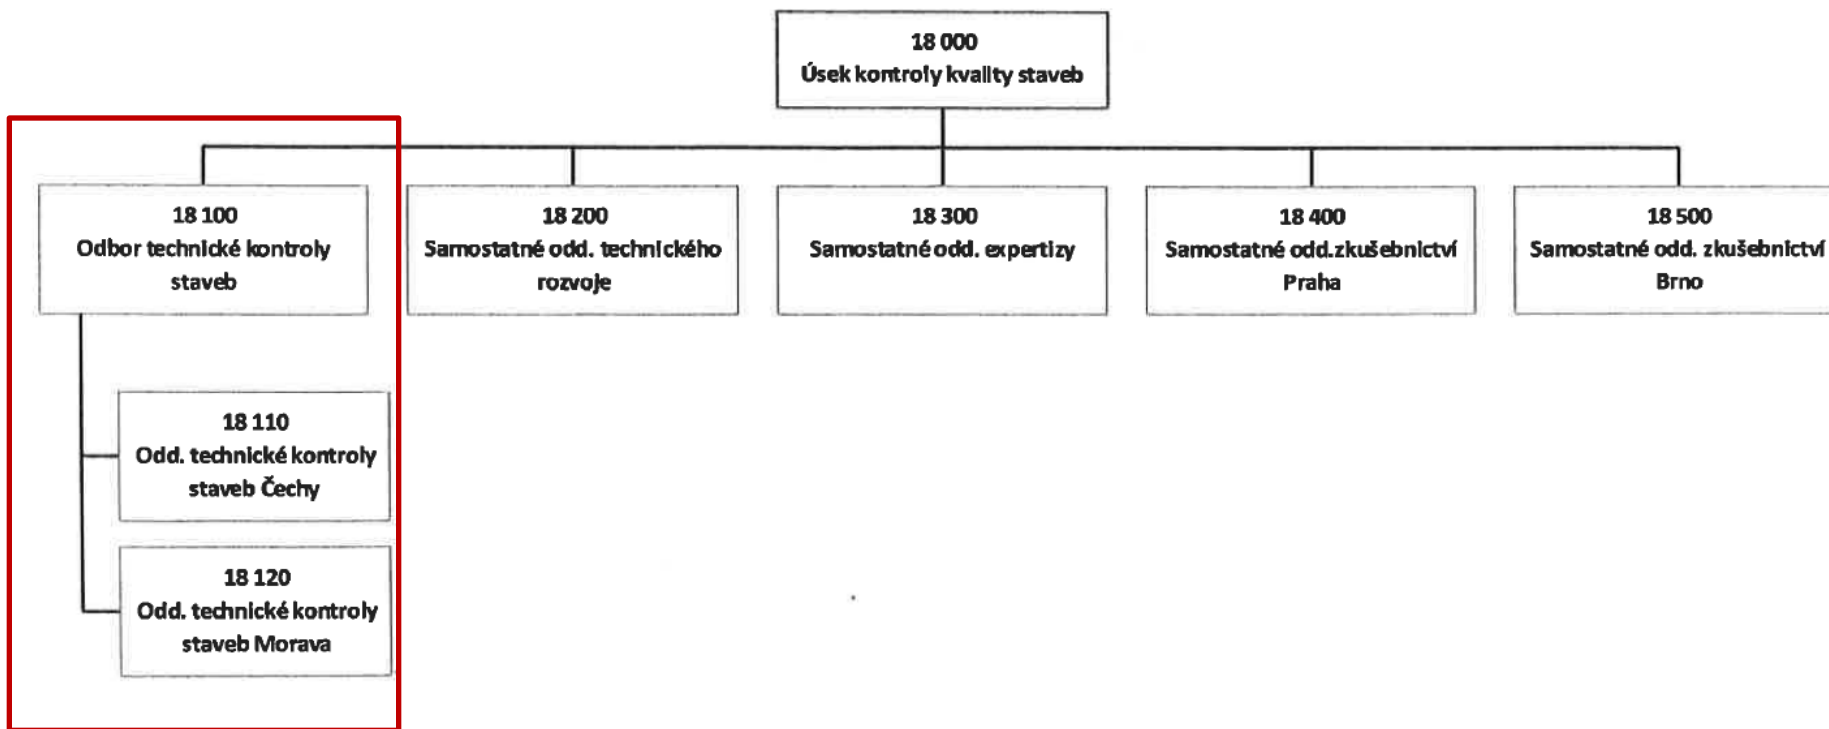 18 000
Úsek kontroly kvality staveb
18 100
Odbor technické kontroly
staveb
18 200
Samostatné odd. technického
rozvoje
18 300
Samostatné odd. expertizy
18 400
Samostatné odd.zkušebnictví
Praha
18 500
Samostatné odd. zkušebnictví
Brno
18 110
Odd. technické kontroly
staveb Čechy
18 120
Odd. technické kontroly
staveb Morava